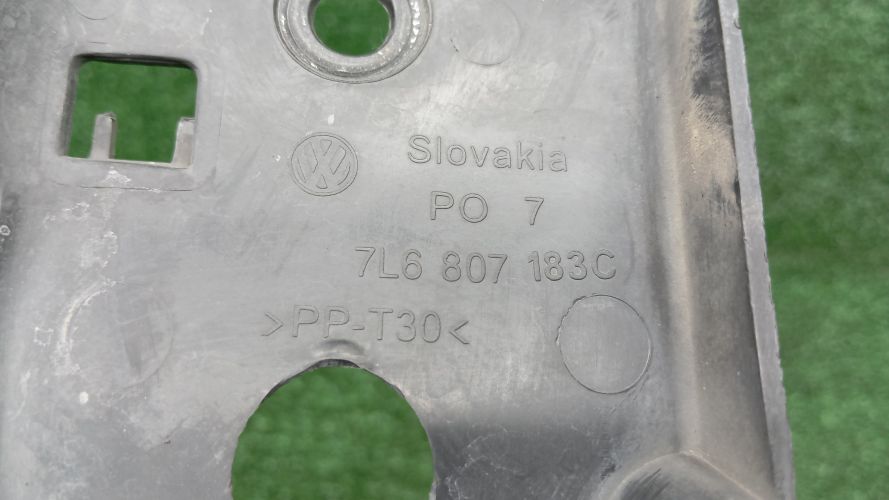 Slovakia
PO 7
7L6 807 183C
>PP-T30<